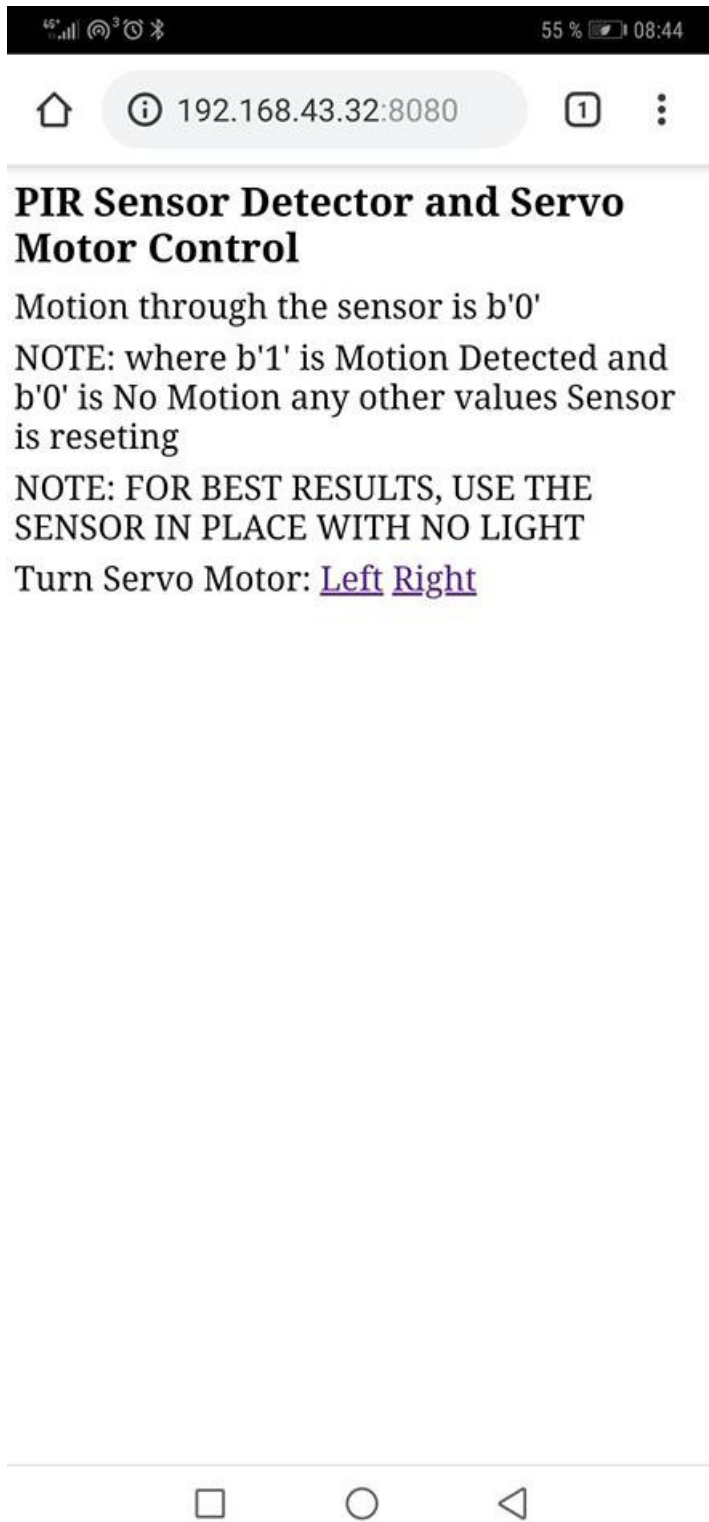 3
55 % 08:44
192.168.43.32:8080
1
PIR Sensor Detector and Servo
Motor Control
Motion through the sensor is b'0'
NOTE: where b'1' is Motion Detected and
b'0' is No Motion any other values Sensor
is reseting
NOTE: FOR BEST RESULTS, USE THE
SENSOR IN PLACE WITH NO LIGHT
Turn Servo Motor: Left Right